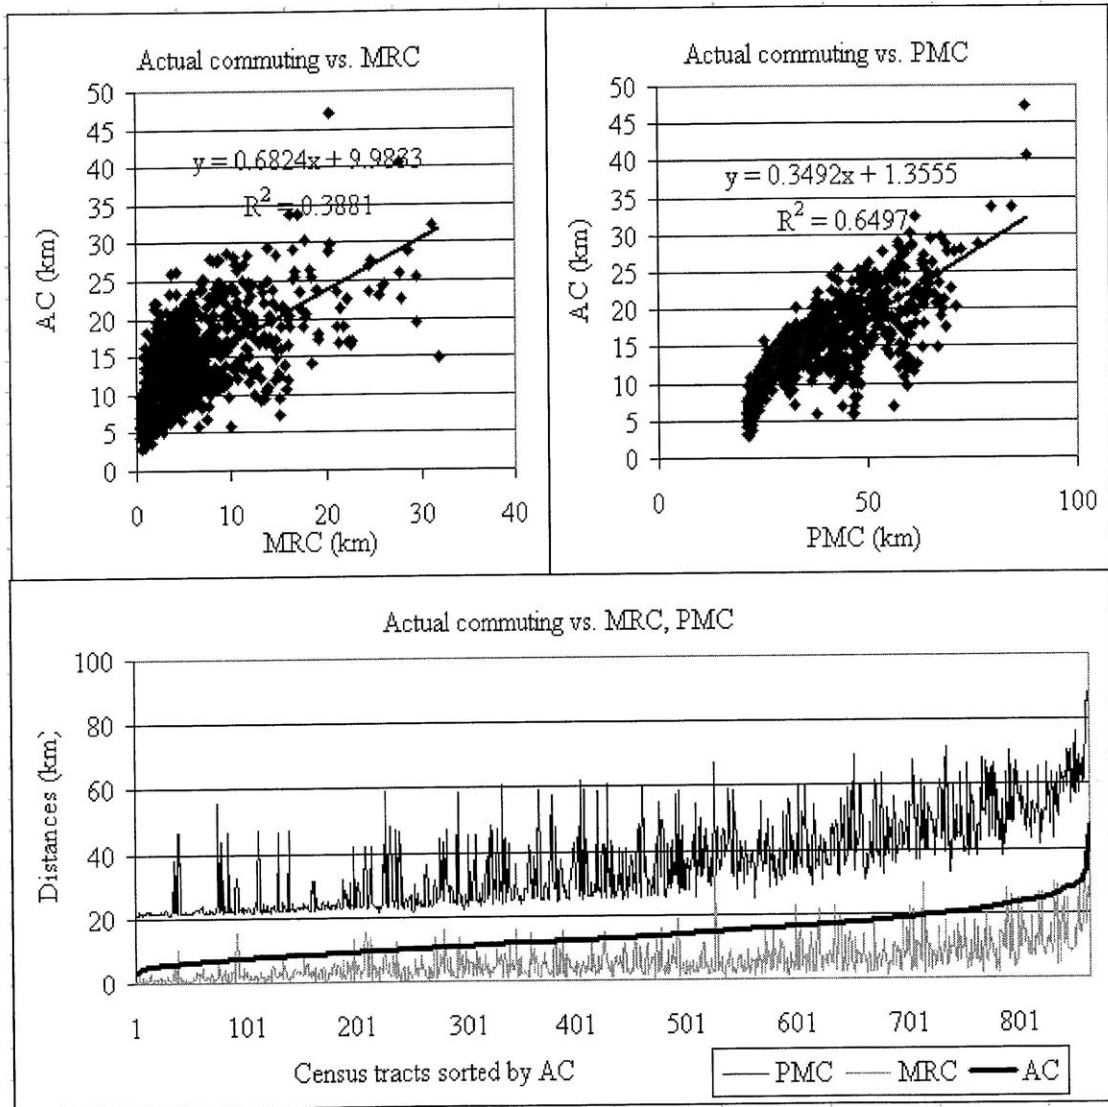 Actual commuting vs. MRC
50
45
40
35
30
25
20
15
10
5
0
AC (km)
y = 0.6824x + 9.9833
R² = 0.3881
0 10 20 30 40
MRC (km)
Actual commuting vs. PMC
50
45
40
35
30
25
20
15
10
5
0
AC (km)
y = 0.3492x + 1.3555
R² = 0.6497
0 50 100
PMC (km)
Actual commuting vs. MRC, PMC
100
80
60
40
20
0
Distances (km)
1 101 201 301 401 501 601 701 801
Census tracts sorted by AC
PMC MRC AC